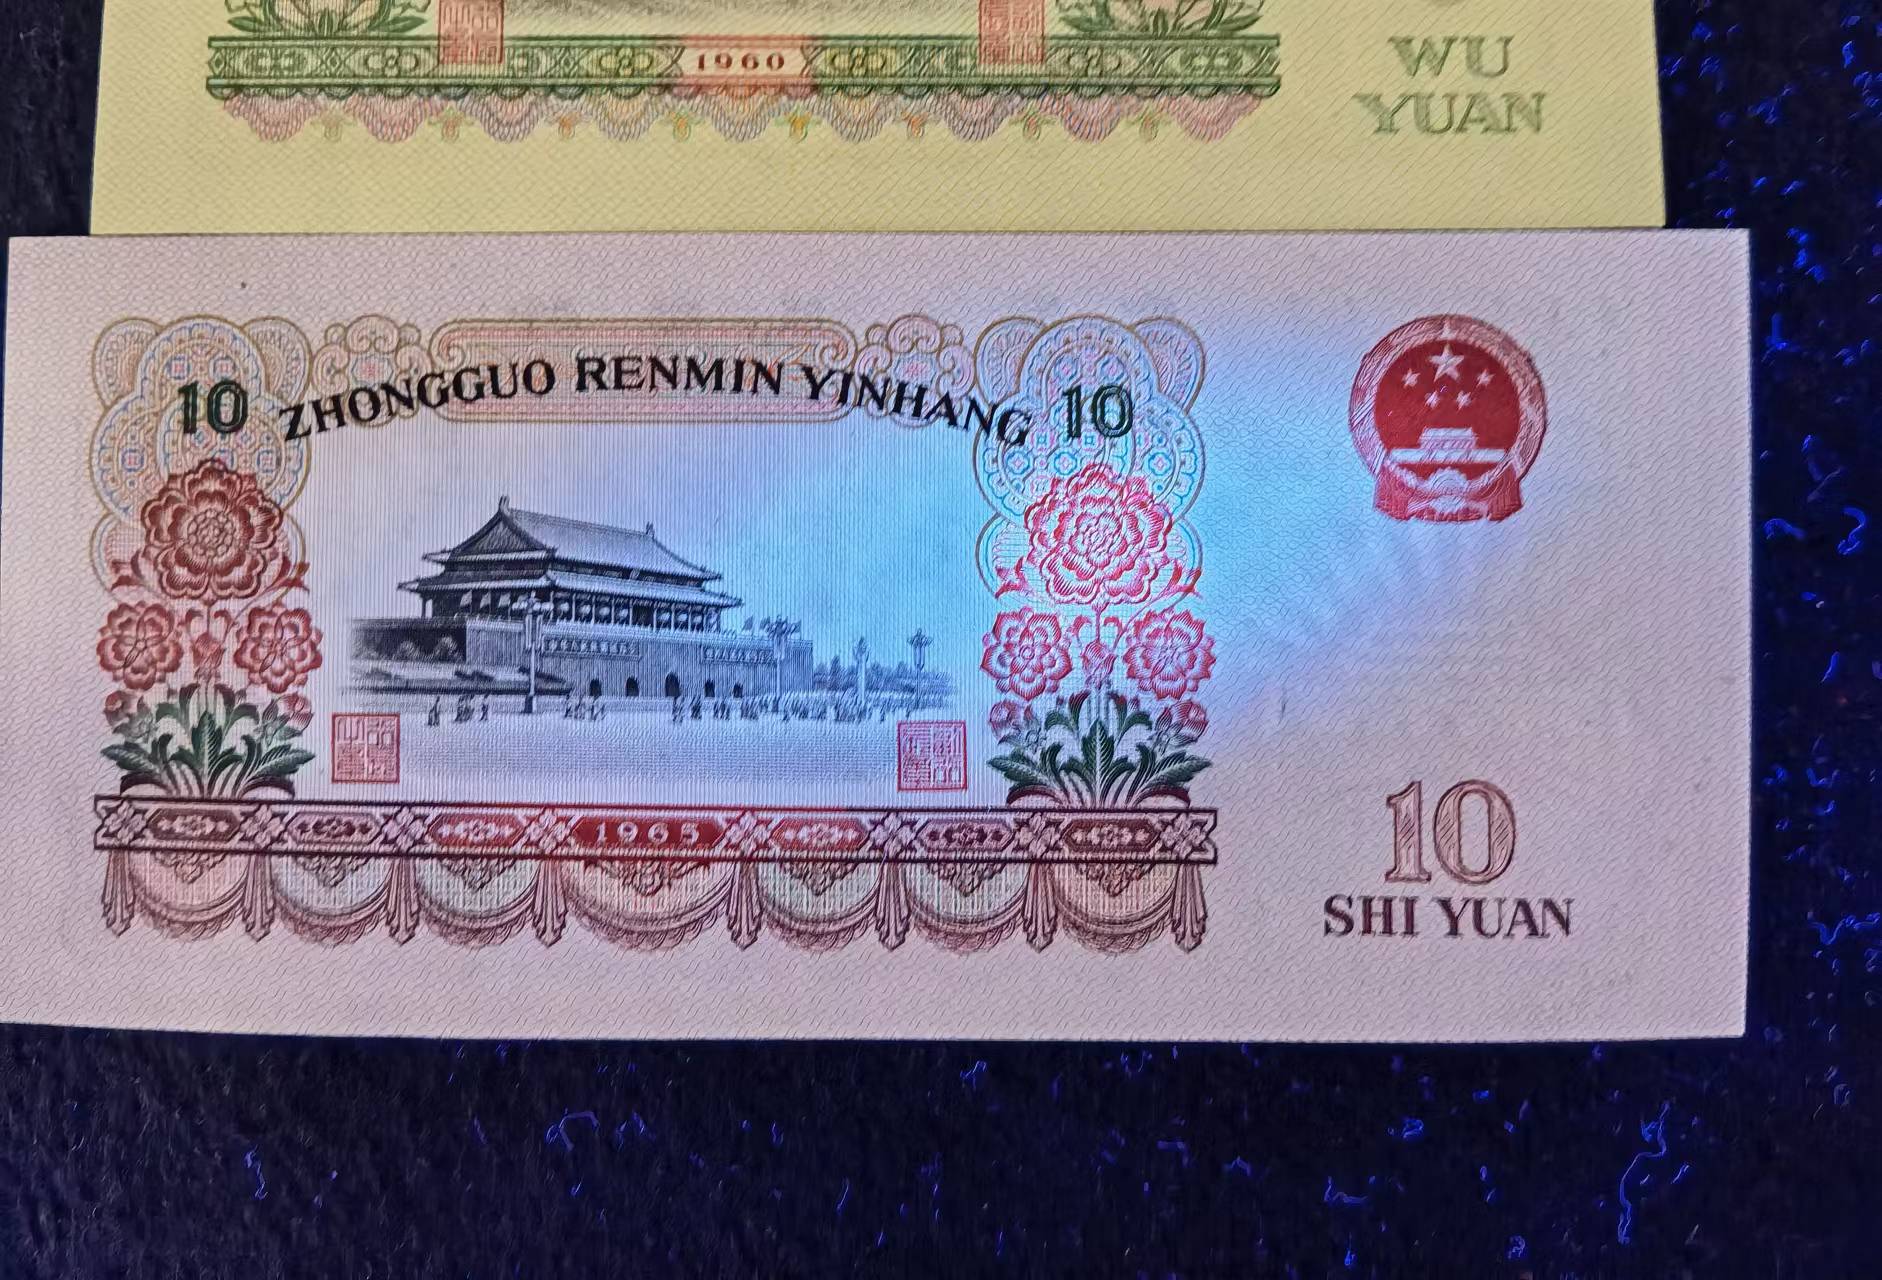 1960
WU
YUAN
ZHONGGUO RENMIN YINHANG
10
10
1965
10
SHI YUAN